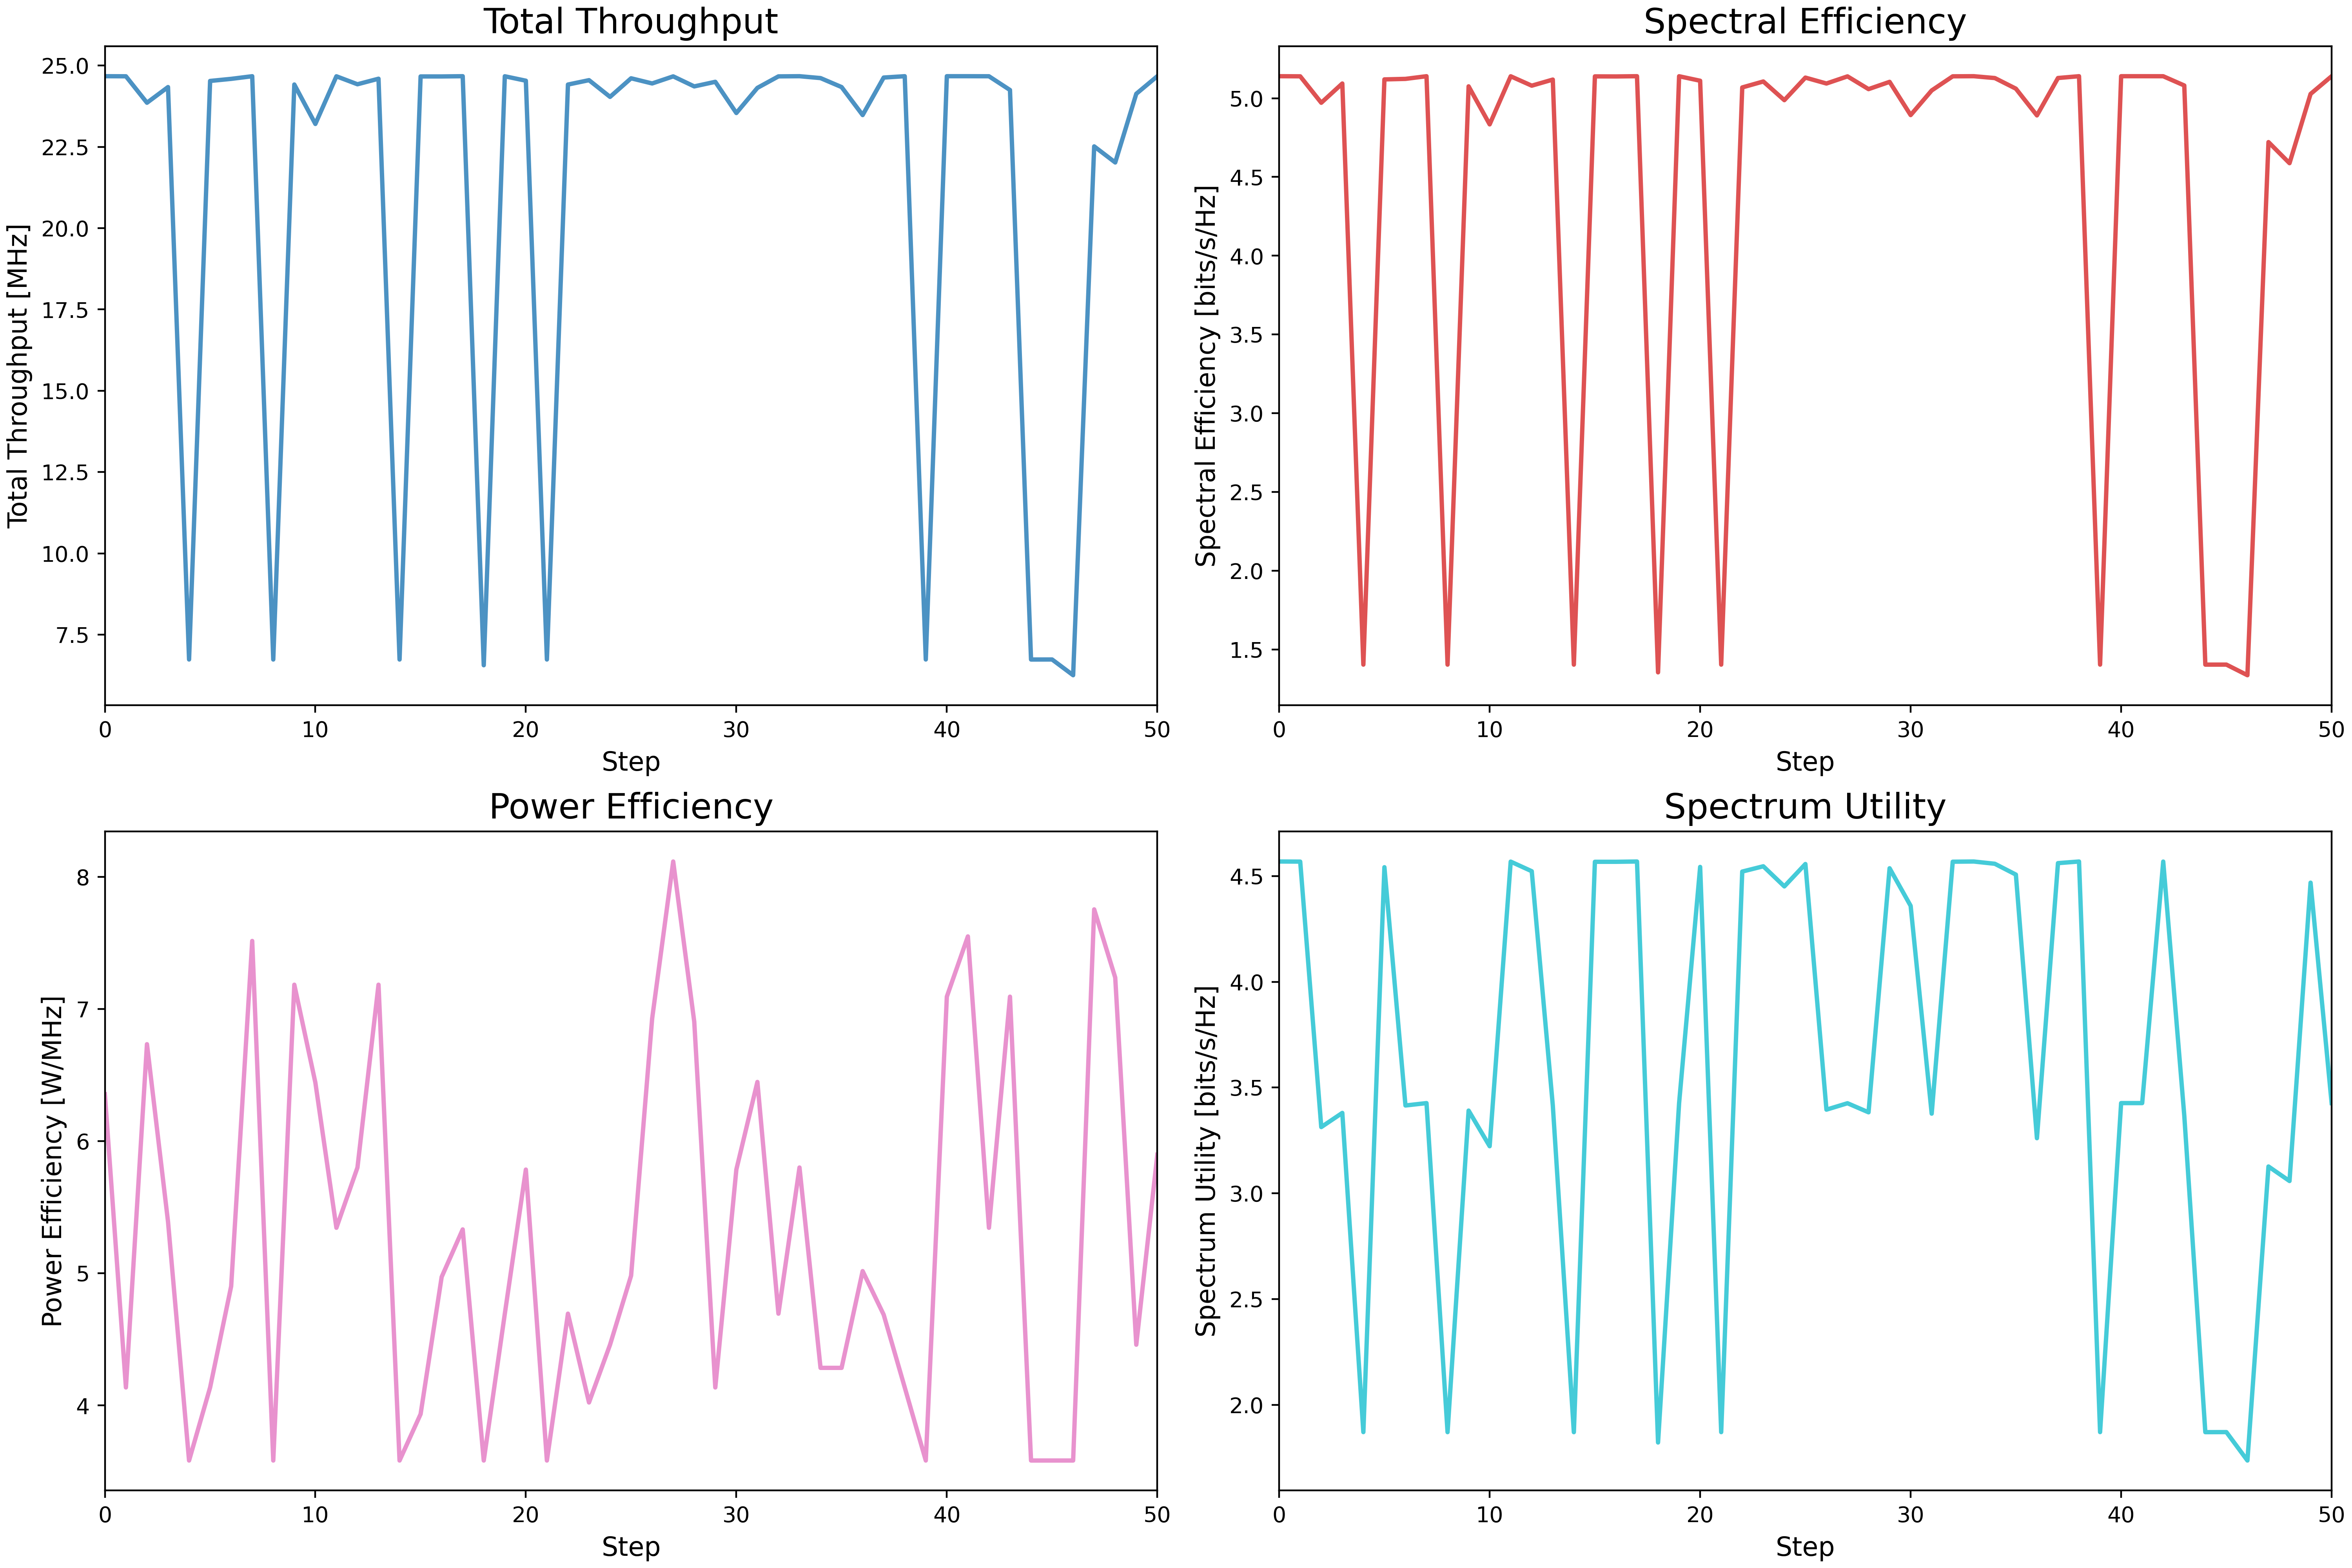 Total Throughput
Total Throughput [MHz]
25.0
22.5
20.0
17.5
15.0
12.5
10.0
7.5
0 10 20 30 40 50
Step
Spectral Efficiency
Spectral Efficiency [bits/s/Hz]
5.0
4.5
4.0
3.5
3.0
2.5
2.0
1.5
0 10 20 30 40 50
Step
Power Efficiency
Power Efficiency [W/MHz]
8
7
6
5
4
0 10 20 30 40 50
Step
Spectrum Utility
Spectrum Utility [bits/s/Hz]
4.5
4.0
3.5
3.0
2.5
2.0
0 10 20 30 40 50
Step